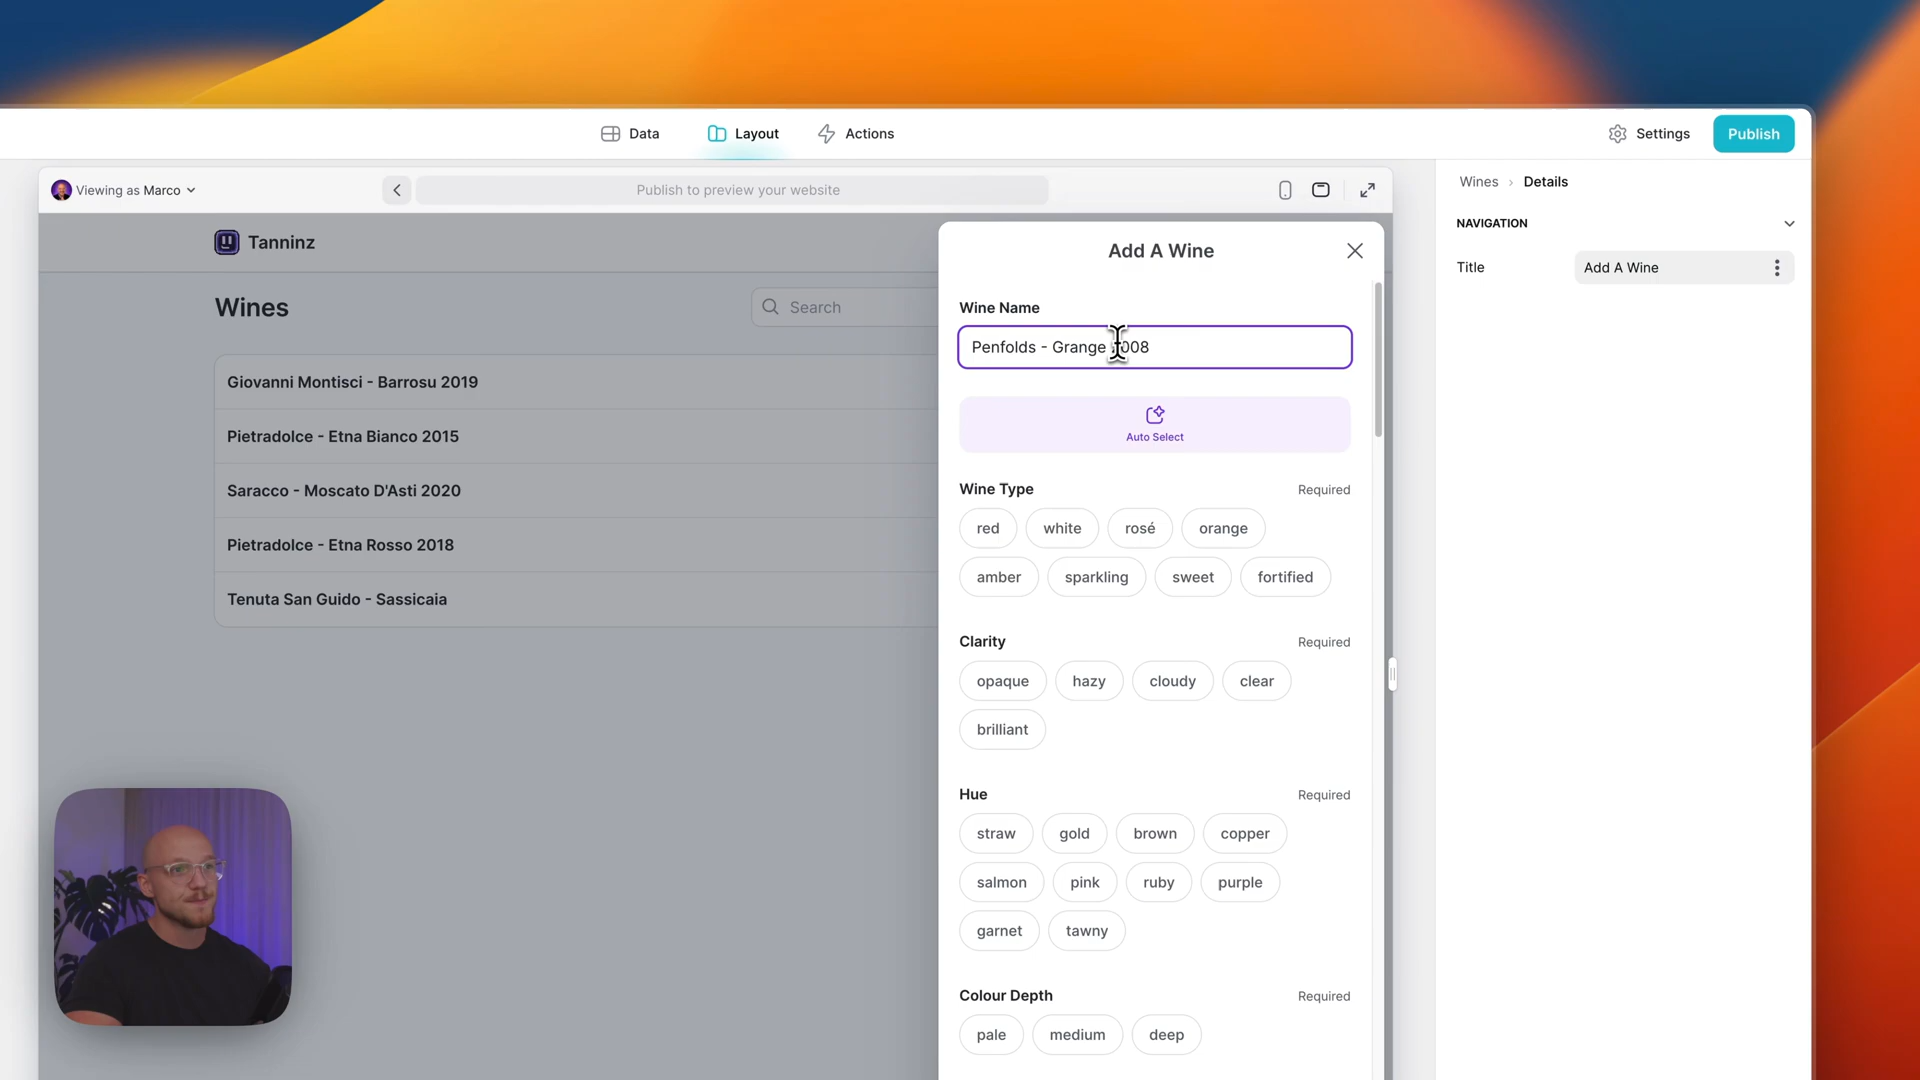 Data
Layout
Actions
Settings
Publish
Viewing as Marco
Publish to preview your website
Wines
Details
NAVIGATION
Title
Add A Wine
Tanninz
Wines
Search
Giovanni Montisci - Barrosu 2019
Pietradolce - Etna Bianco 2015
Saracco - Moscato D'Asti 2020
Pietradolce - Etna Rosso 2018
Tenuta San Guido - Sassicaia
Add A Wine
Wine Name
Penfolds - Grange 2008
Auto Select
Wine Type Required
red white rosé orange
amber sparkling sweet fortified
Clarity Required
opaque hazy cloudy clear
brilliant
Hue Required
straw gold brown copper
salmon pink ruby purple
garnet tawny
Colour Depth Required
pale medium deep